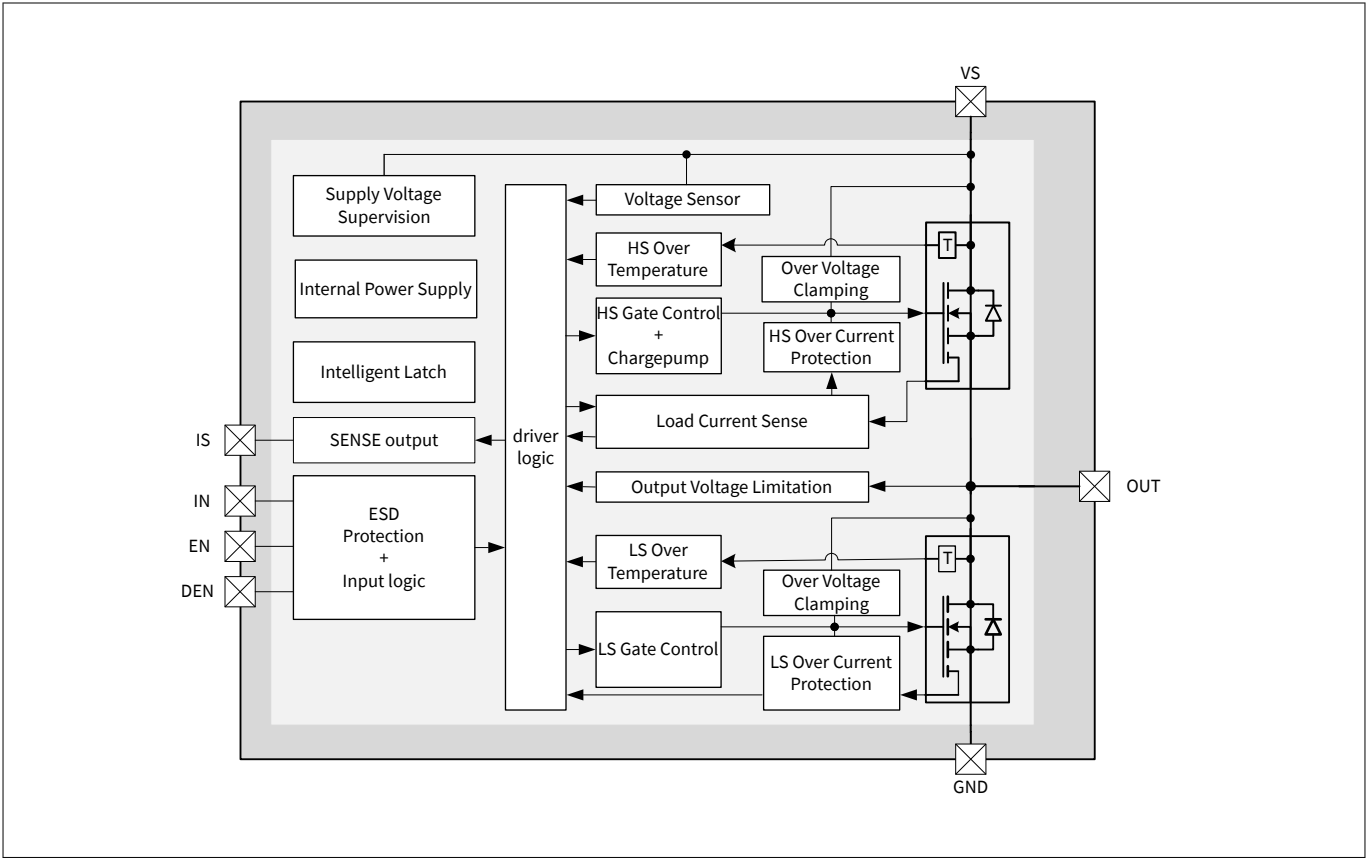 VS
Supply Voltage
Supervision
Voltage Sensor
HS Over
Temperature
T
Internal Power Supply
Over Voltage
Clamping
HS Gate Control
+
Chargepump
HS Over Current
Protection
Intelligent Latch
Load Current Sense
IS
SENSE output
driver
logic
Output Voltage Limitation
OUT
IN
EN
DEN
ESD
Protection
+
Input logic
LS Over
Temperature
T
Over Voltage
Clamping
LS Gate Control
LS Over Current
Protection
GND